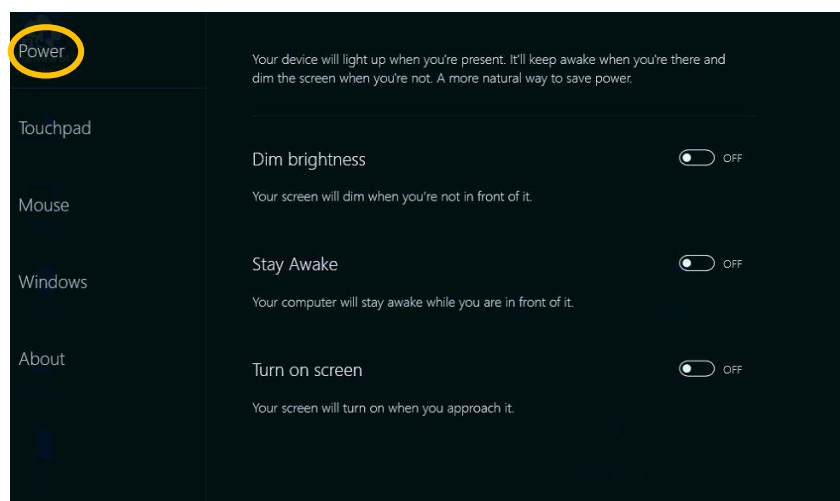 Power
Touchpad
Mouse
Windows
About
Your device will light up when you're present. It'll keep awake when you're there and
dim the screen when you're not. A more natural way to save power.
Dim brightness
OFF
Your screen will dim when you're not in front of it.
Stay Awake
OFF
Your computer will stay awake while you are in front of it.
Turn on screen
OFF
Your screen will turn on when you approach it.